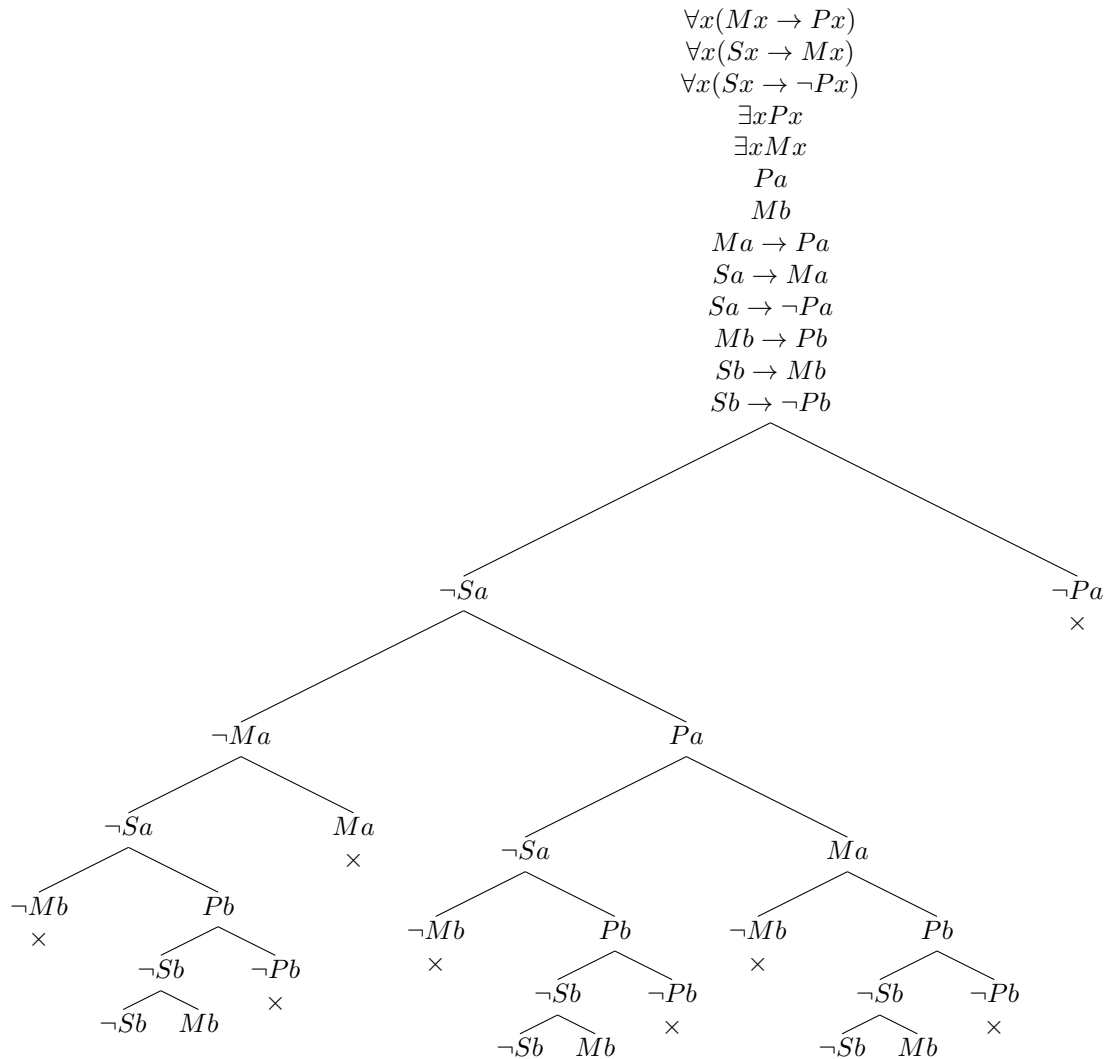 ∀x(Mx → Px)
∀x(Sx → Mx)
∀x(Sx → ¬Px)
∃xPx
∃xMx
Pa
Mb
Ma → Pa
Sa → Ma
Sa → ¬Pa
Mb → Pb
Sb → Mb
Sb → ¬Pb
¬Sa ¬Pa
×
¬Ma Pa
¬Sa Ma
×
¬Sa Ma
¬Mb Pb
×
¬Mb Pb ¬Mb Pb
× ×
¬Sb ¬Pb
×
¬Sb ¬Pb ¬Sb ¬Pb
× ×
¬Sb Mb
¬Sb Mb ¬Sb Mb